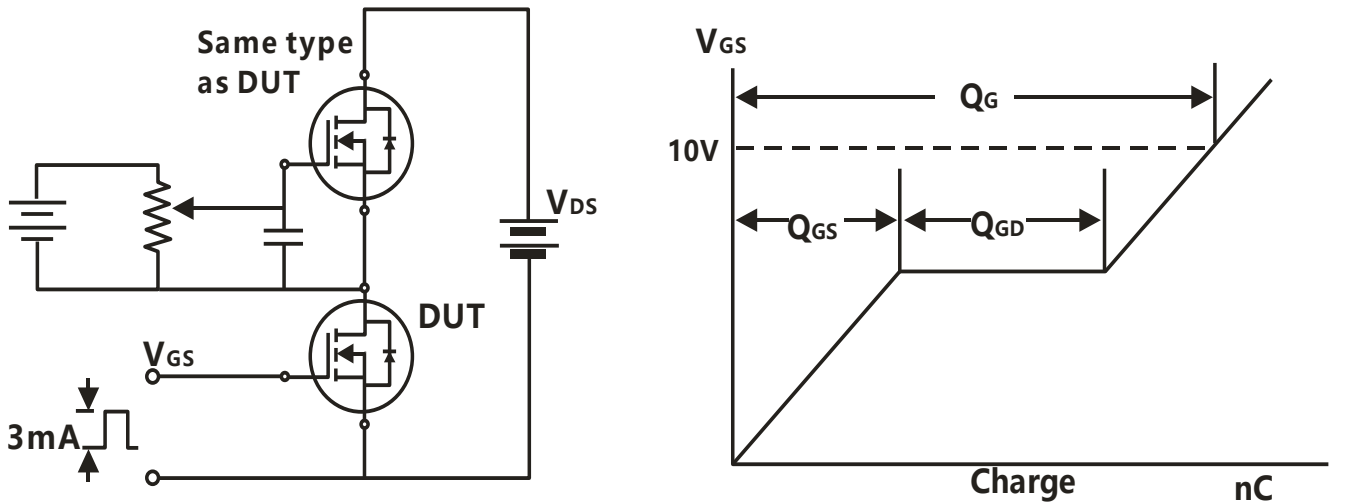 Same type
as DUT
VDS
DUT
VGS
3mA
VGS
QG
10V
QGS
QGD
Charge
nC